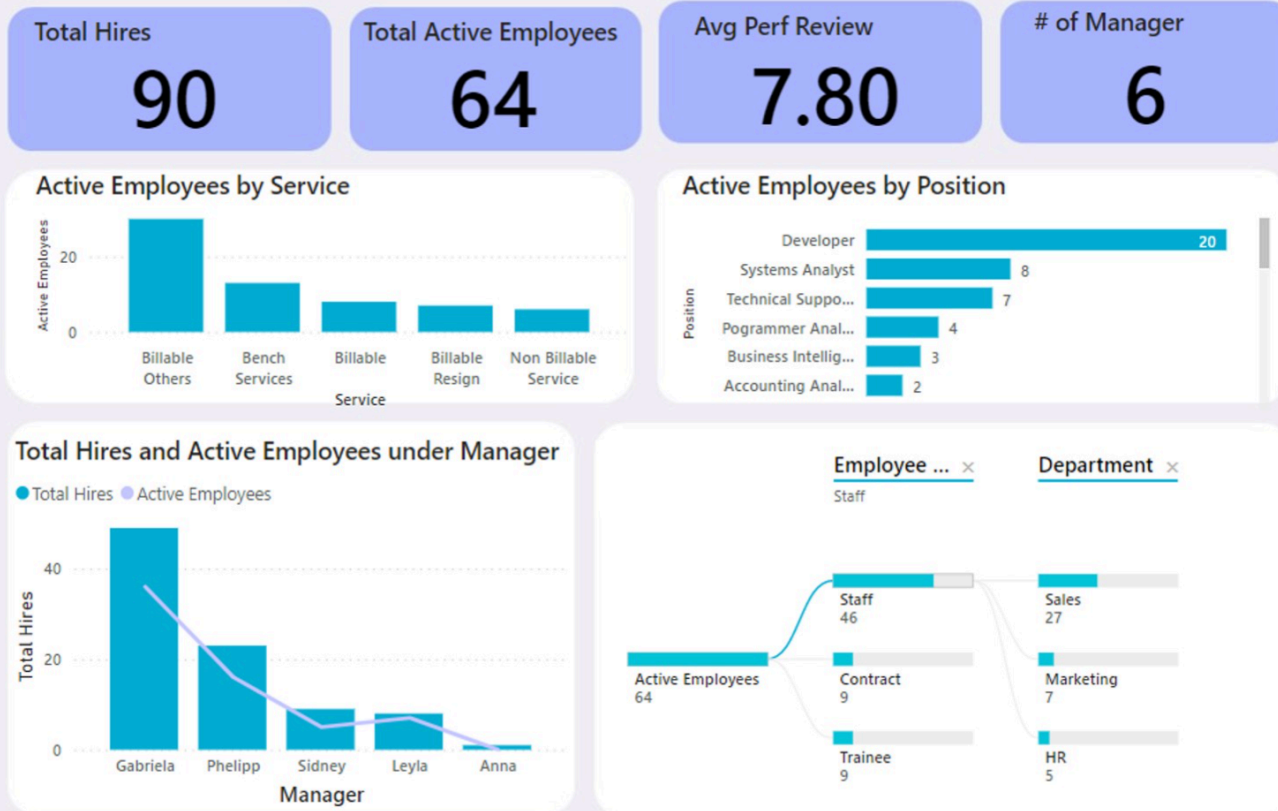 Total Hires
90
Total Active Employees
64
Avg Perf Review
7.80
# of Manager
6
Active Employees by Service
Active Employees
20
0
Billable Others
Bench Services
Billable
Billable Resign
Non Billable Service
Service
Active Employees by Position
Position
Developer
20
Systems Analyst
8
Technical Suppo...
7
Pogrammer Anal...
4
Business Intellig...
3
Accounting Anal...
2
Total Hires and Active Employees under Manager
Total Hires
Active Employees
Total Hires
40
20
0
Gabriela
Phelipp
Sidney
Leyla
Anna
Manager
Employee ... ×
Staff
Department ×
Active Employees
64
Staff
46
Contract
9
Trainee
9
Sales
27
Marketing
7
HR
5